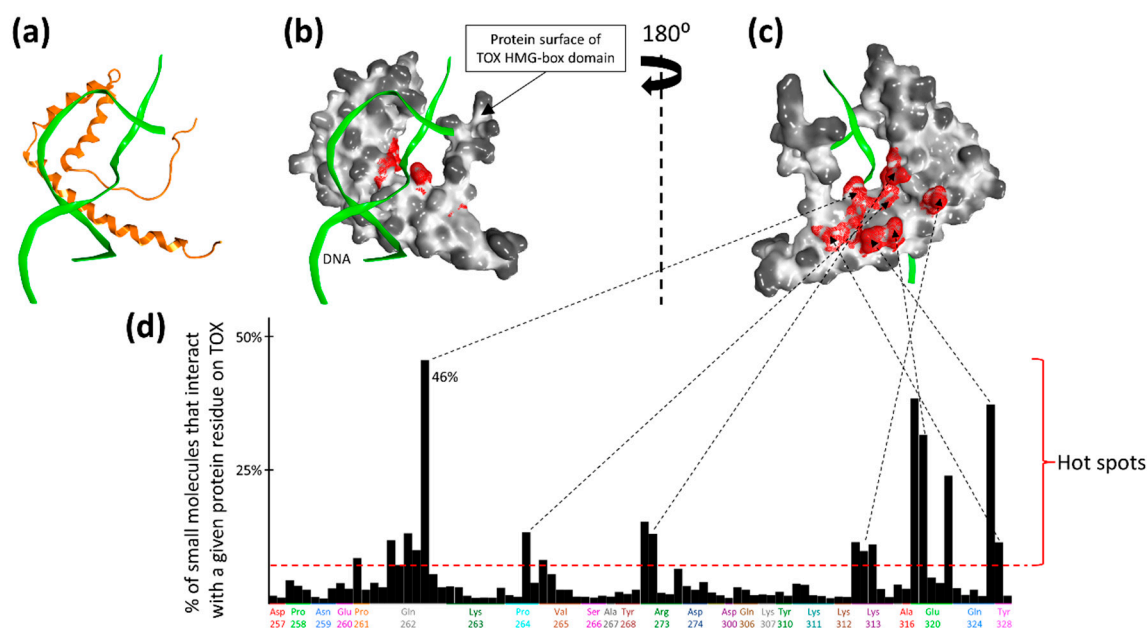 (a)
(b)
Protein surface of
TOX HMG-box domain
180⁰
(c)
DNA
(d)
% of small molecules that interact
with a given protein residue on TOX
50%
46%
25%
Hot spots
Asp Pro Asn Glu Pro Gln Lys Pro Val Ser Ala Tyr Arg Asp Asp Gln Lys Tyr Lys Lys Lys Ala Glu Gln Tyr
257 258 259 260 261 262 263 264 265 266 267 268 273 274 300 306 307 310 311 312 313 316 320 324 328